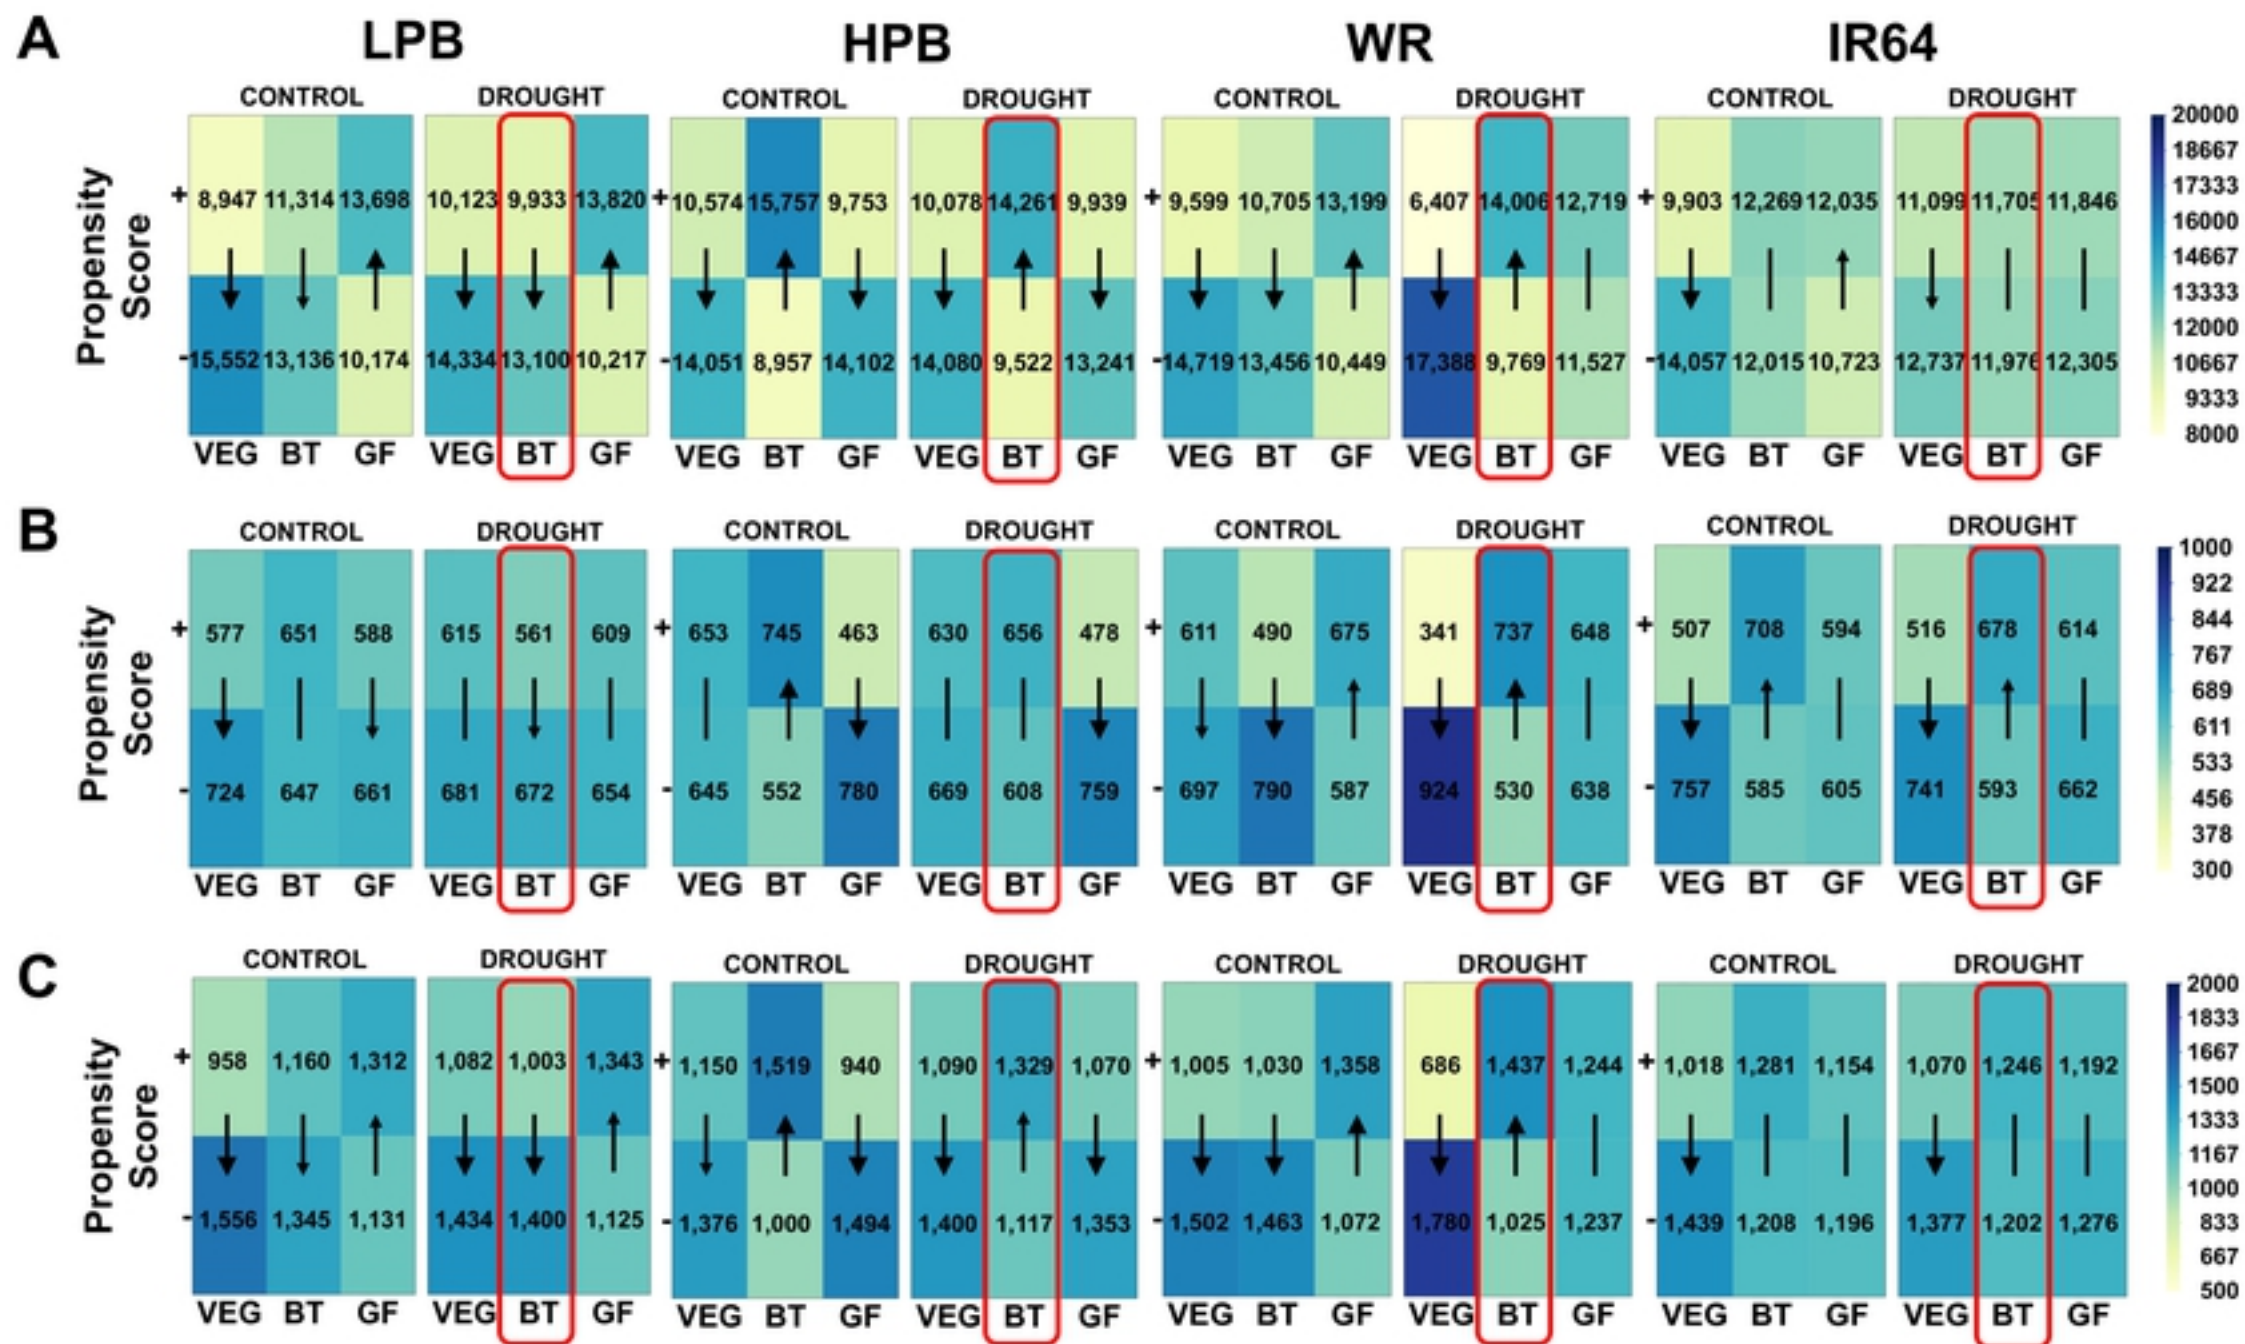 A LPB HPB WR IR64
CONTROL DROUGHT CONTROL DROUGHT CONTROL DROUGHT CONTROL DROUGHT
Propensity Score
+ 8,947 11,314 13,698 10,123 9,933 13,820 + 10,574 15,757 9,753 10,078 14,261 9,939 + 9,599 10,705 13,199 6,407 14,006 12,719 + 9,903 12,269 12,035 11,099 11,705 11,846
- 15,552 13,136 10,174 14,334 13,100 10,217 - 14,051 8,957 14,102 14,080 9,522 13,241 - 14,719 13,456 10,449 17,388 9,769 11,527 - 14,057 12,015 10,723 12,737 11,976 12,305
VEG BT GF VEG BT GF VEG BT GF VEG BT GF VEG BT GF VEG BT GF VEG BT GF VEG BT GF
20000
18667
17333
16000
14667
13333
12000
10667
9333
8000
B
CONTROL DROUGHT CONTROL DROUGHT CONTROL DROUGHT CONTROL DROUGHT
Propensity Score
+ 577 651 588 615 561 609 + 653 745 463 630 656 478 + 611 490 675 341 737 648 + 507 708 594 516 678 614
- 724 647 661 681 672 654 - 645 552 780 669 608 759 - 697 790 587 924 530 638 - 757 585 605 741 593 662
VEG BT GF VEG BT GF VEG BT GF VEG BT GF VEG BT GF VEG BT GF VEG BT GF VEG BT GF
1000
922
844
767
689
611
533
456
378
300
C
CONTROL DROUGHT CONTROL DROUGHT CONTROL DROUGHT CONTROL DROUGHT
Propensity Score
+ 958 1,160 1,312 1,082 1,003 1,343 + 1,150 1,519 940 1,090 1,329 1,070 + 1,005 1,030 1,358 686 1,437 1,244 + 1,018 1,281 1,154 1,070 1,246 1,192
- 1,556 1,345 1,131 1,434 1,400 1,125 - 1,376 1,000 1,494 1,400 1,117 1,353 - 1,502 1,463 1,072 1,780 1,025 1,237 - 1,439 1,208 1,196 1,377 1,202 1,276
VEG BT GF VEG BT GF VEG BT GF VEG BT GF VEG BT GF VEG BT GF VEG BT GF VEG BT GF
2000
1833
1667
1500
1333
1167
1000
833
667
500